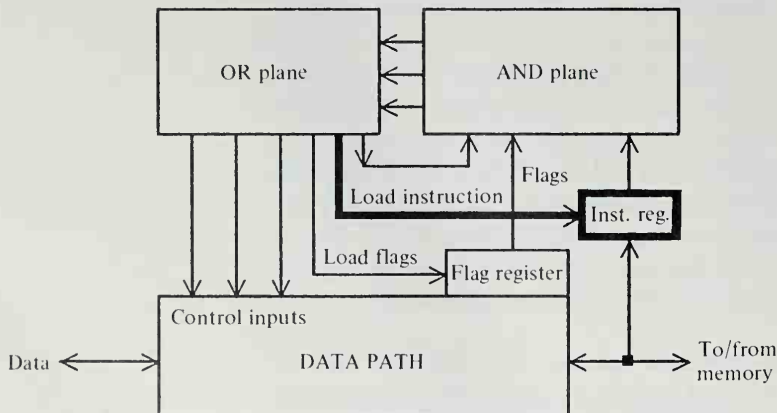 OR plane
AND plane
Flags
Load instruction
Inst. reg.
Load flags
Flag register
Control inputs
Data
DATA PATH
To/from
memory